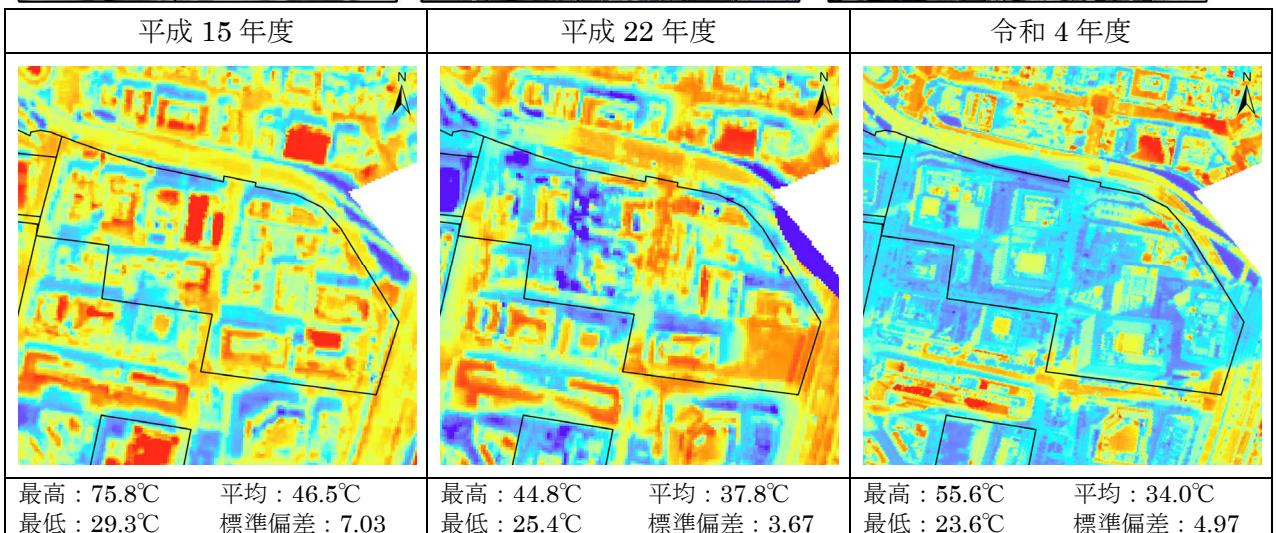 平成 15 年度 平成 22 年度 令和 4 年度
N N N
最高：75.8℃ 平均：46.5℃ 最高：44.8℃ 平均：37.8℃ 最高：55.6℃ 平均：34.0℃
最低：29.3℃ 標準偏差：7.03 最低：25.4℃ 標準偏差：3.67 最低：23.6℃ 標準偏差：4.97